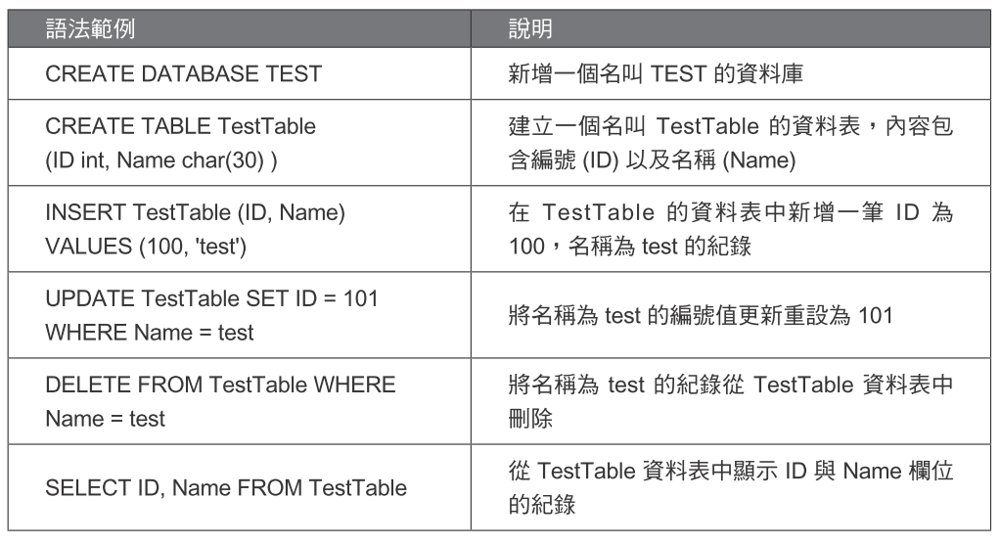 語法範例
說明
CREATE DATABASE TEST
新增一個名叫 TEST 的資料庫
CREATE TABLE TestTable
(ID int, Name char(30) )
建立一個名叫 TestTable 的資料表，內容包
含編號 (ID) 以及名稱 (Name)
INSERT TestTable (ID, Name)
VALUES (100, 'test')
在 TestTable 的資料表中新增一筆 ID 為
100，名稱為 test 的紀錄
UPDATE TestTable SET ID = 101
WHERE Name = test
將名稱為 test 的編號值更新重設為 101
DELETE FROM TestTable WHERE
Name = test
將名稱為 test 的紀錄從 TestTable 資料表中
刪除
SELECT ID, Name FROM TestTable
從 TestTable 資料表中顯示 ID 與 Name 欄位
的紀錄